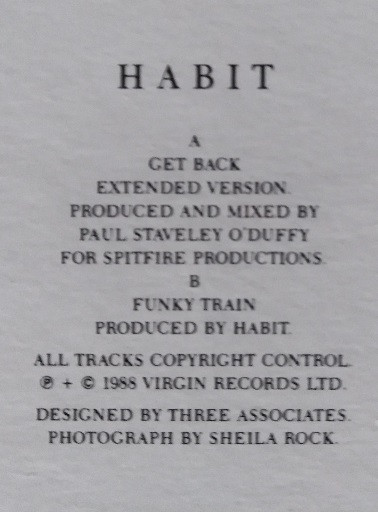 HABIT
A
GET BACK
EXTENDED VERSION.
PRODUCED AND MIXED BY
PAUL STAVELEY O'DUFFY
FOR SPITFIRE PRODUCTIONS.
B
FUNKY TRAIN
PRODUCED BY HABIT.
ALL TRACKS COPYRIGHT CONTROL.
℗ + © 1988 VIRGIN RECORDS LTD.
DESIGNED BY THREE ASSOCIATES.
PHOTOGRAPH BY SHEILA ROCK.